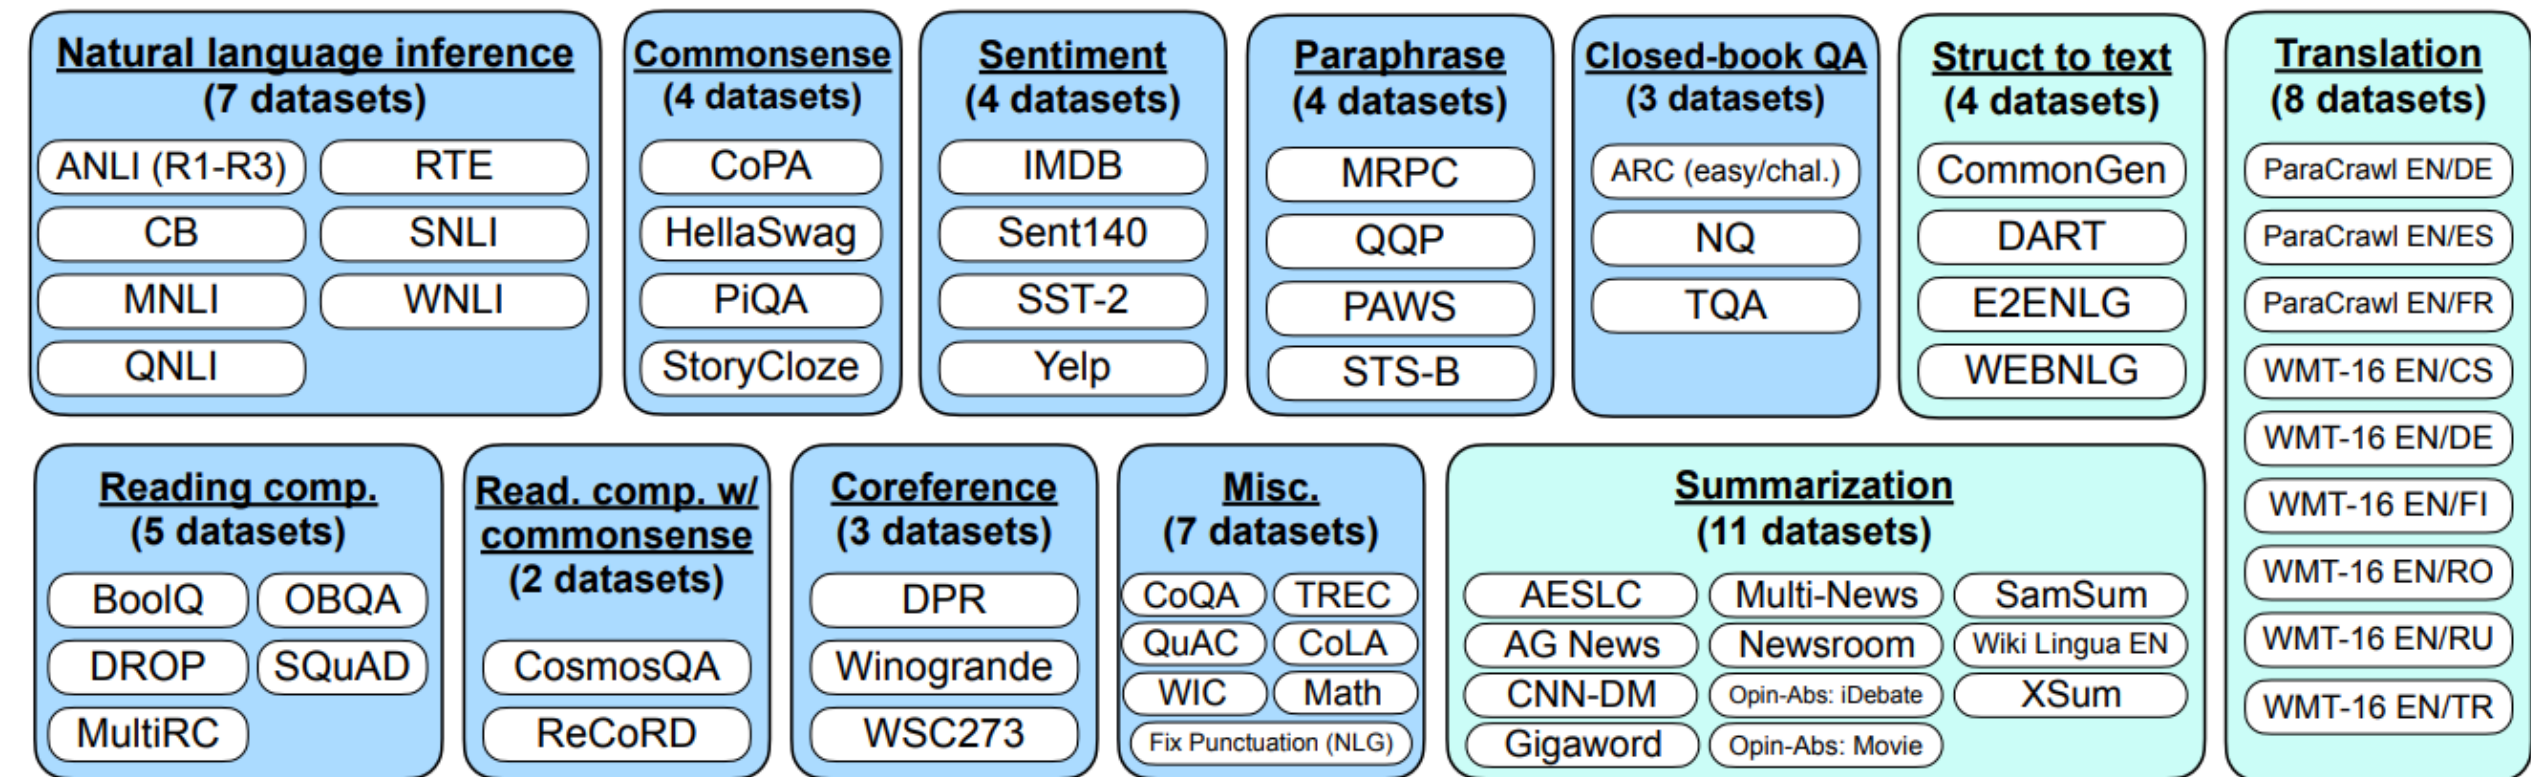 Natural language inference
(7 datasets)
ANLI (R1-R3)
RTE
CB
SNLI
MNLI
WNLI
QNLI
Commonsense
(4 datasets)
CoPA
HellaSwag
PiQA
StoryCloze
Sentiment
(4 datasets)
IMDB
Sent140
SST-2
Yelp
Paraphrase
(4 datasets)
MRPC
QQP
PAWS
STS-B
Closed-book QA
(3 datasets)
ARC (easy/chal.)
NQ
TQA
Struct to text
(4 datasets)
CommonGen
DART
E2ENLG
WEBNLG
Translation
(8 datasets)
ParaCrawl EN/DE
ParaCrawl EN/ES
ParaCrawl EN/FR
WMT-16 EN/CS
WMT-16 EN/DE
WMT-16 EN/FI
WMT-16 EN/RO
WMT-16 EN/RU
WMT-16 EN/TR
Reading comp.
(5 datasets)
BoolQ
OBQA
DROP
SQuAD
MultiRC
Read. comp. w/
commonsense
(2 datasets)
CosmosQA
ReCoRD
Coreference
(3 datasets)
DPR
Winogrande
WSC273
Misc.
(7 datasets)
CoQA
TREC
QuAC
CoLA
WIC
Math
Fix Punctuation (NLG)
Summarization
(11 datasets)
AESLC
Multi-News
SamSum
AG News
Newsroom
Wiki Lingua EN
CNN-DM
Opin-Abs: iDebate
XSum
Gigaword
Opin-Abs: Movie